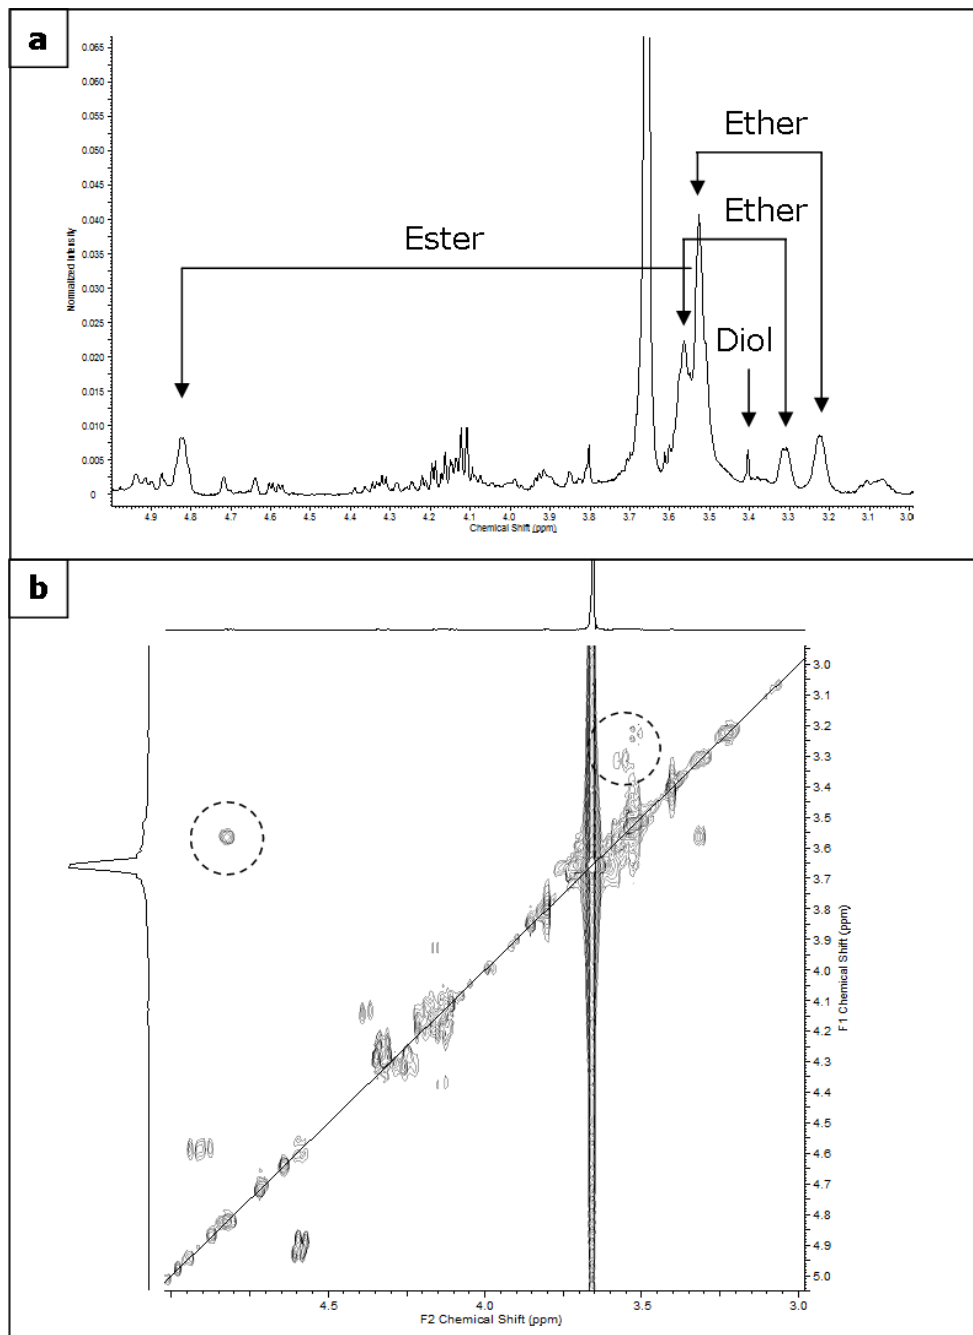 a
0.065
0.060
0.055
0.050
0.045
0.040
0.035
0.030
0.025
0.020
0.015
0.010
0.005
0
Normalized Intensity
Ether
Ether
Ester
Diol
4.9 4.8 4.7 4.6 4.5 4.4 4.3 4.2 4.1 4.0 3.9 3.8 3.7 3.6 3.5 3.4 3.3 3.2 3.1 3.0
Chemical Shift (ppm)
b
3.0
3.1
3.2
3.3
3.4
3.5
3.6
3.7
3.8
3.9
4.0
4.1
4.2
4.3
4.4
4.5
4.6
4.7
4.8
4.9
5.0
F1 Chemical Shift (ppm)
4.5 4.0 3.5 3.0
F2 Chemical Shift (ppm)